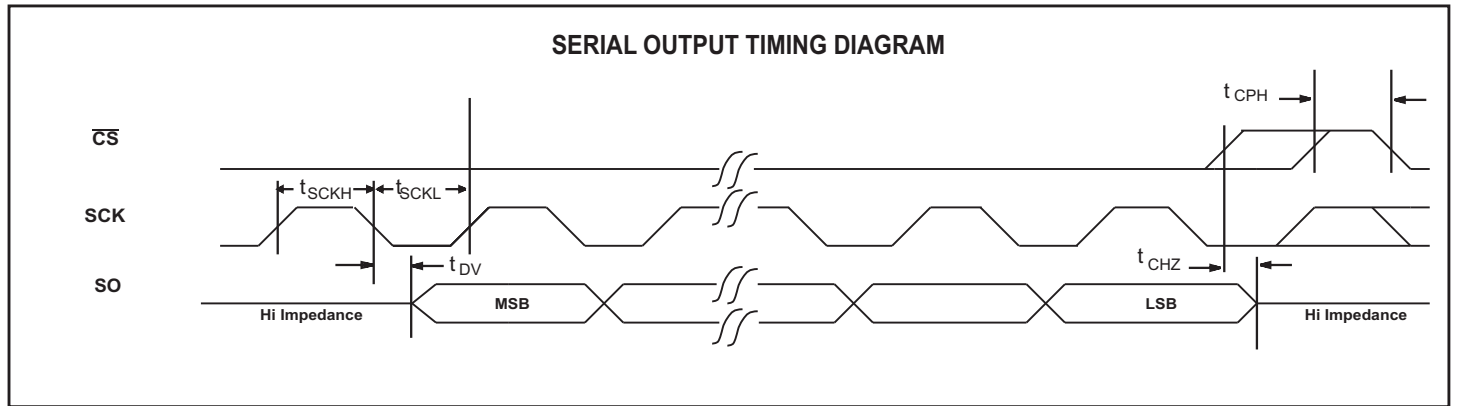 SERIAL OUTPUT TIMING DIAGRAM
t CPH
CS
t SCKH
t SCKL
SCK
t DV
t CHZ
SO
MSB
LSB
Hi Impedance
Hi Impedance